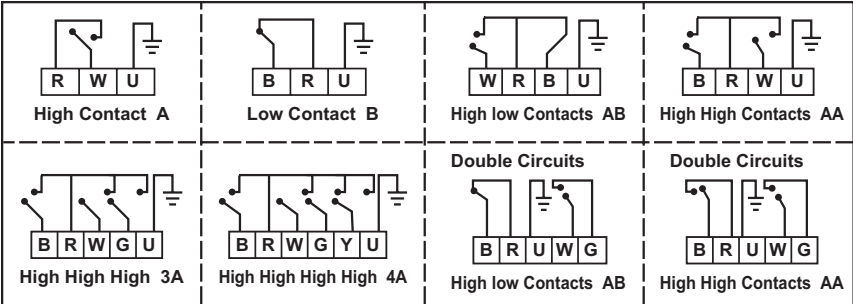 R W U
High Contact A
B R U
Low Contact B
W R B U
High low Contacts AB
B R W U
High High Contacts AA
B R W G U
High High High 3A
B R W G Y U
High High High High 4A
Double Circuits
B R U W G
High low Contacts AB
Double Circuits
B R U W G
High High Contacts AA